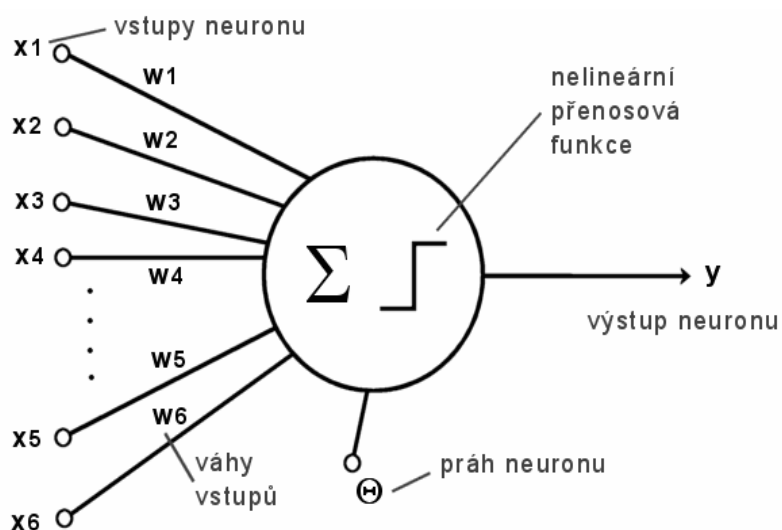 x1
vstupy neuronu
w1
x2
w2
x3
w3
x4
w4
x5
w5
x6
w6
váhy
vstupů
Σ
nelineární
přenosová
funkce
y
výstup neuronu
Θ
práh neuronu